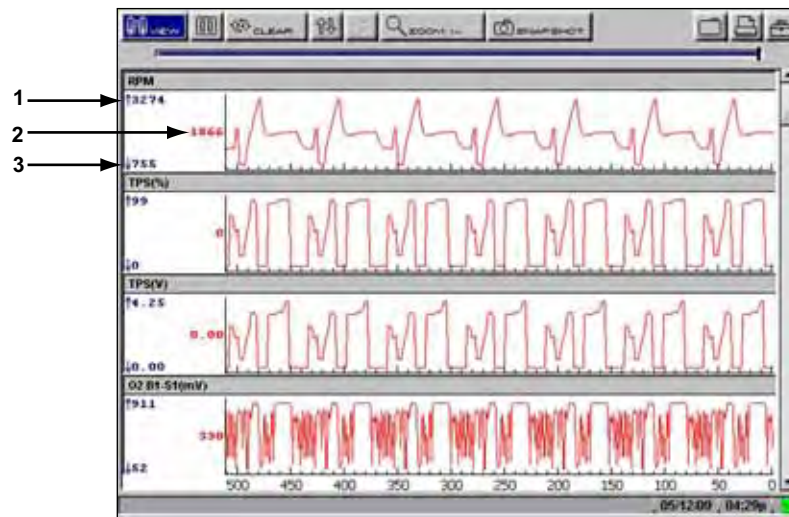 VIEW CLEAR ZOOM SNAPSHOT
RPM
1 ↑3274
2 1866
3 ↓755
TPS(%)
↑99
0
↓0
TPS(V)
↑4.25
0.00
↓0.00
O2 B1-S1(mV)
↑911
330
↓52
500 450 400 350 300 250 200 150 100 50 0
05/12/09 04:29p